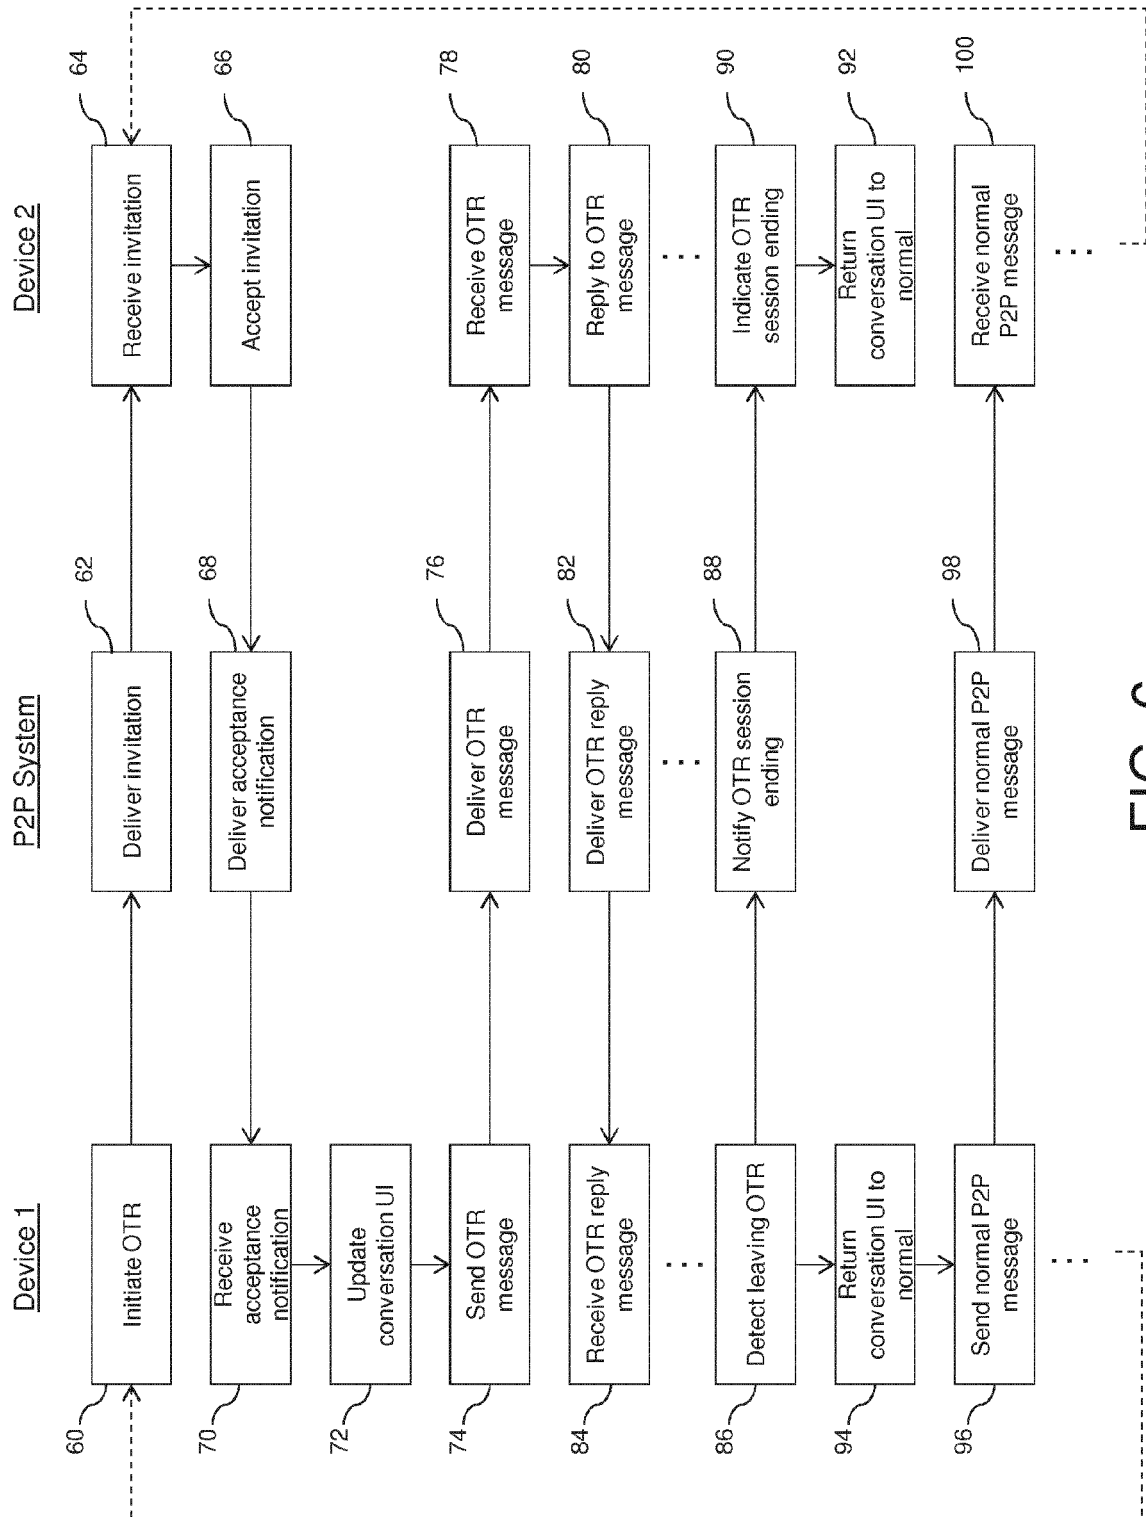 Device 1
P2P System
Device 2
60
Initiate OTR
62
Deliver invitation
64
Receive invitation
70
Receive
acceptance
notification
68
Deliver acceptance
notification
66
Accept invitation
72
Update
conversation UI
74
Send OTR
message
76
Deliver OTR
message
78
Receive OTR
message
84
Receive OTR reply
message
82
Deliver OTR reply
message
80
Reply to OTR
message
...
...
...
86
Detect leaving OTR
88
Notify OTR session
ending
90
Indicate OTR
session ending
94
Return
conversation UI to
normal
92
Return
conversation UI to
normal
96
Send normal P2P
message
98
Deliver normal P2P
message
100
Receive normal
P2P message
...
...
FIG.